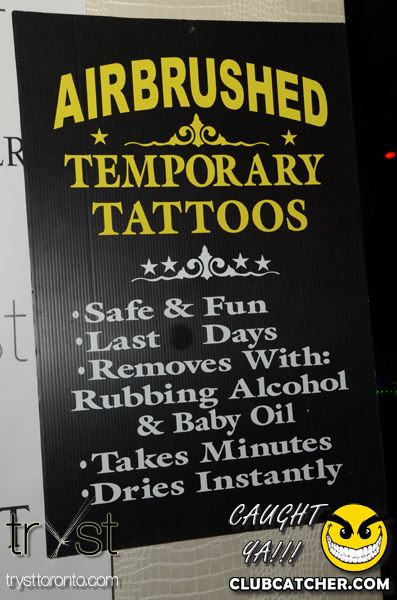 AIRBRUSHED
TEMPORARY
TATTOOS
•Safe & Fun
•Last Days
•Removes With:
Rubbing Alcohol
& Baby Oil
•Takes Minutes
•Dries Instantly
tryst
trysttoronto.com
CAUGHT
YA!!!
CLUBCATCHER.COM